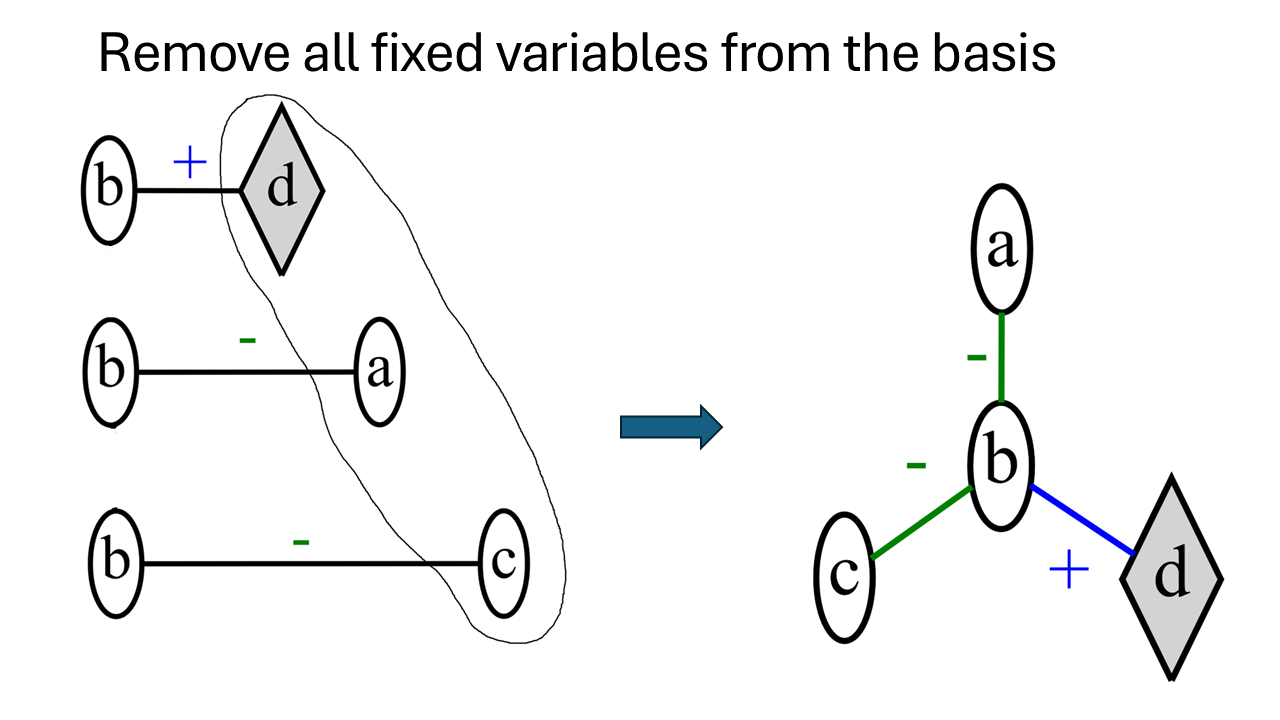 Remove all fixed variables from the basis
b + d
b - a
b - c
a
-
b
-
c
+
d